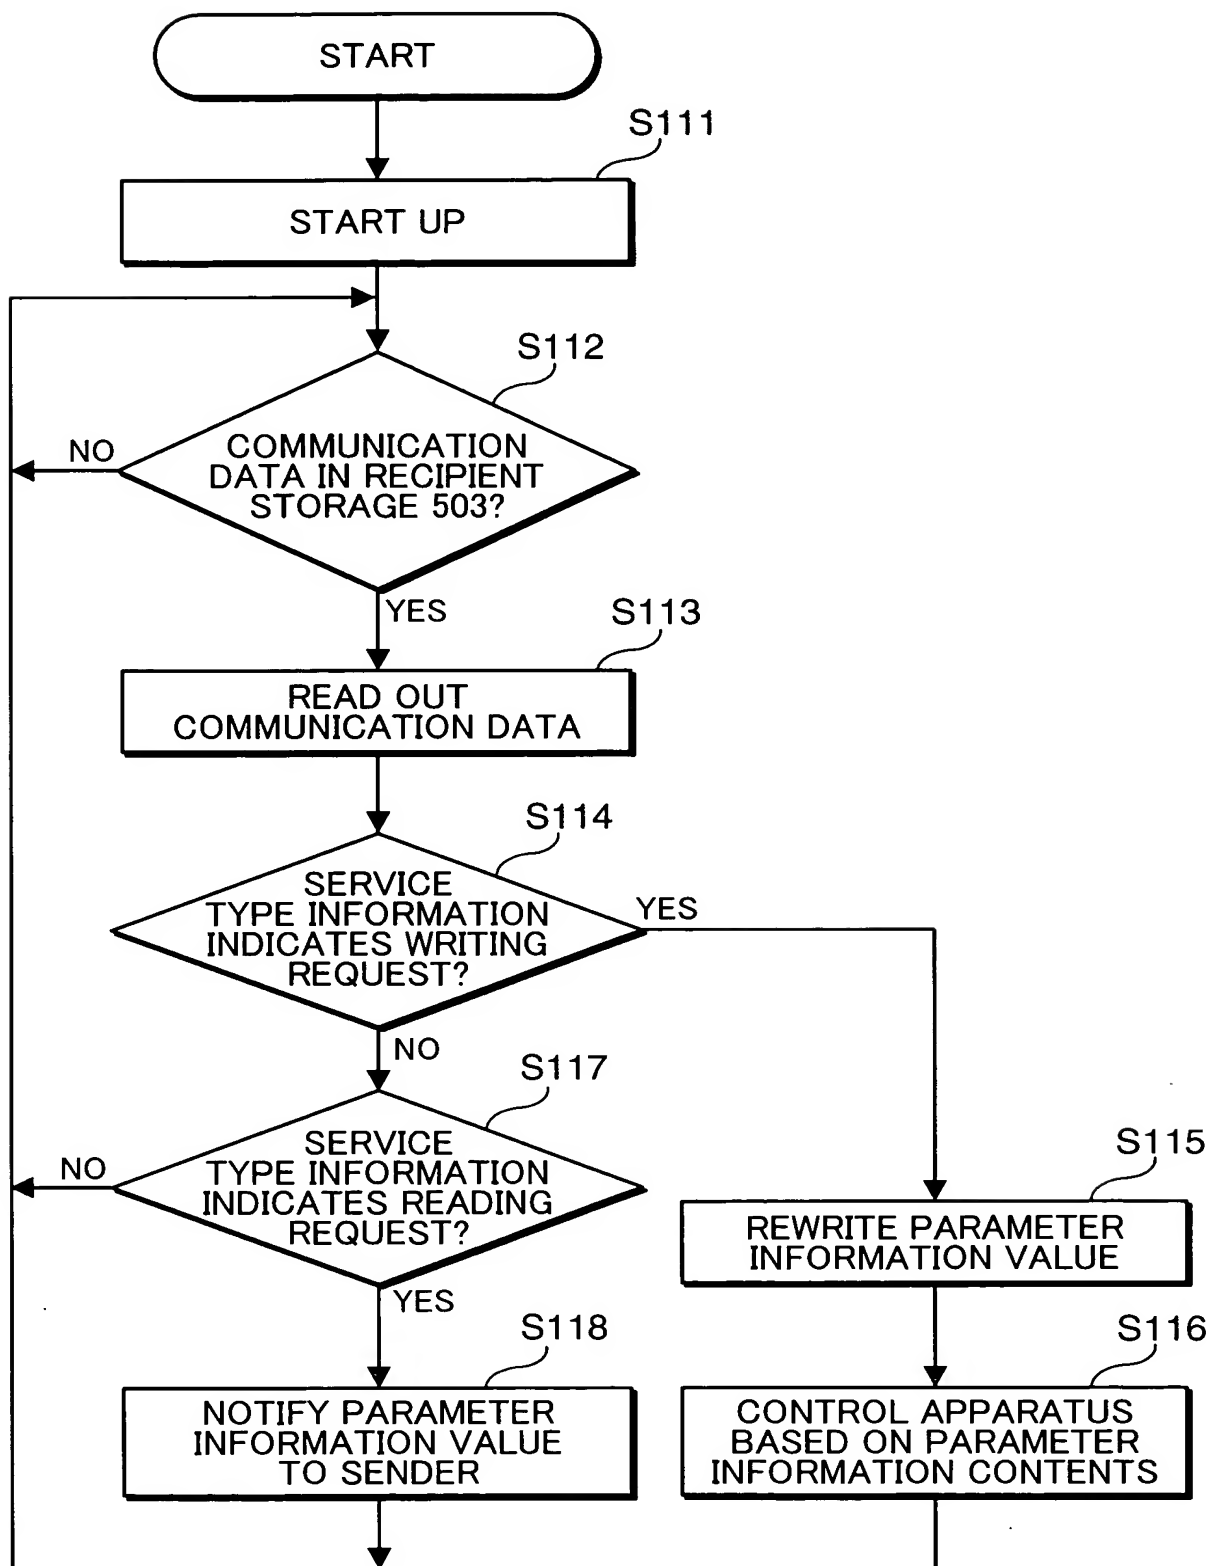 START
S111
START UP
S112
NO
COMMUNICATION
DATA IN RECIPIENT
STORAGE 503?
YES
S113
READ OUT
COMMUNICATION DATA
S114
SERVICE
TYPE INFORMATION
INDICATES WRITING
REQUEST?
YES
NO
S117
SERVICE
TYPE INFORMATION
INDICATES READING
REQUEST?
NO
YES
S115
REWRITE PARAMETER
INFORMATION VALUE
S118
NOTIFY PARAMETER
INFORMATION VALUE
TO SENDER
S116
CONTROL APPARATUS
BASED ON PARAMETER
INFORMATION CONTENTS